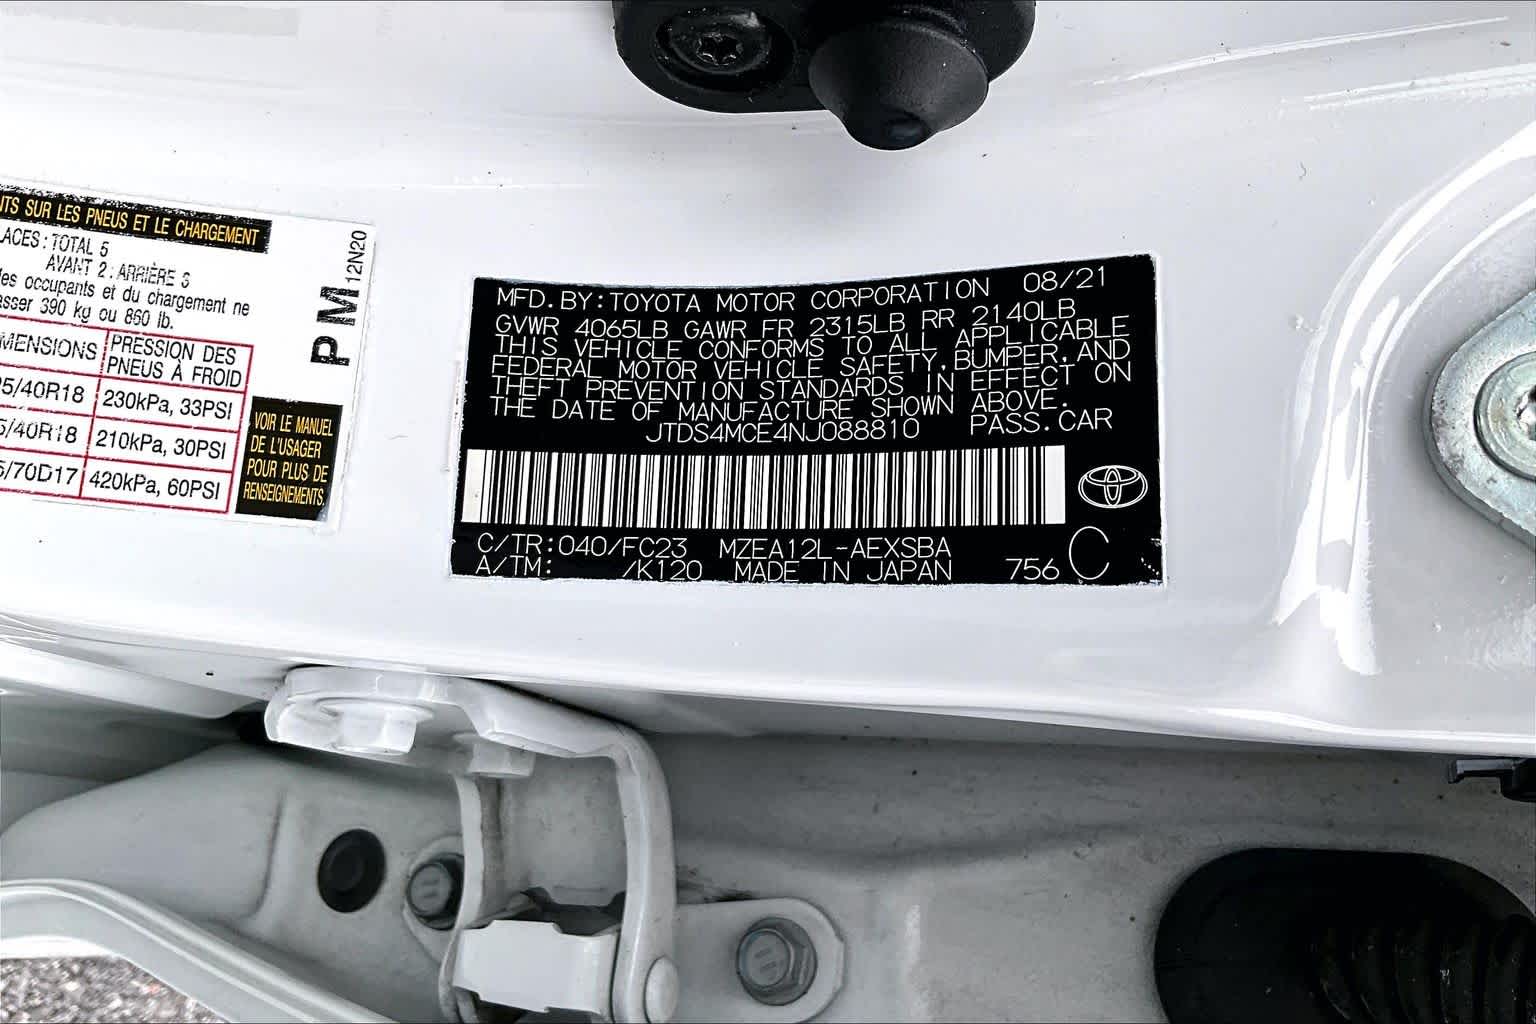 NTS SUR LES PNEUS ET LE CHARGEMENT
LACES : TOTAL 5
AVANT 2 : ARRIÈRE 3
les occupants et du chargement ne
asser 390 kg ou 860 lb.
MENSIONS PRESSION DES PNEUS À FROID
5/40R18 230kPa, 33PSI
5/40R18 210kPa, 30PSI
5/70D17 420kPa, 60PSI
PM 12N20
VOIR LE MANUEL
DE L'USAGER
POUR PLUS DE
RENSEIGNEMENTS.
MFD. BY: TOYOTA MOTOR CORPORATION 08/21
GVWR 4065LB GAWR FR 2315LB RR 2140LB
THIS VEHICLE CONFORMS TO ALL APPLICABLE
FEDERAL MOTOR VEHICLE SAFETY, BUMPER, AND
THEFT PREVENTION STANDARDS IN EFFECT ON
THE DATE OF MANUFACTURE SHOWN ABOVE.
JTDS4MCE4NJ088810 PASS. CAR
C/TR: 040/FC23 MZEA12L-AEXSBA
A/TM: /K120 MADE IN JAPAN 756 C